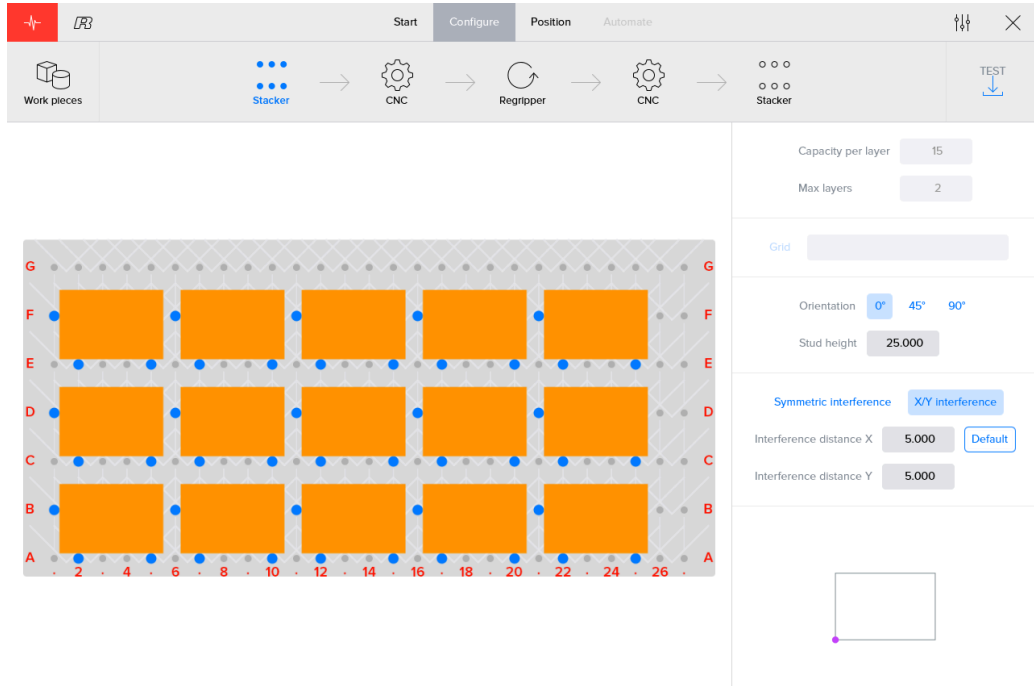 Start Configure Position Automate
Work pieces
Stacker
CNC
Regripper
CNC
Stacker
TEST
Capacity per layer 15
Max layers 2
Grid
Orientation 0° 45° 90°
Stud height 25.000
Symmetric interference X/Y interference
Interference distance X 5.000 Default
Interference distance Y 5.000
G G
F F
E E
D D
C C
B B
A A
· 2 · 4 · 6 · 8 · 10 · 12 · 14 · 16 · 18 · 20 · 22 · 24 · 26 ·